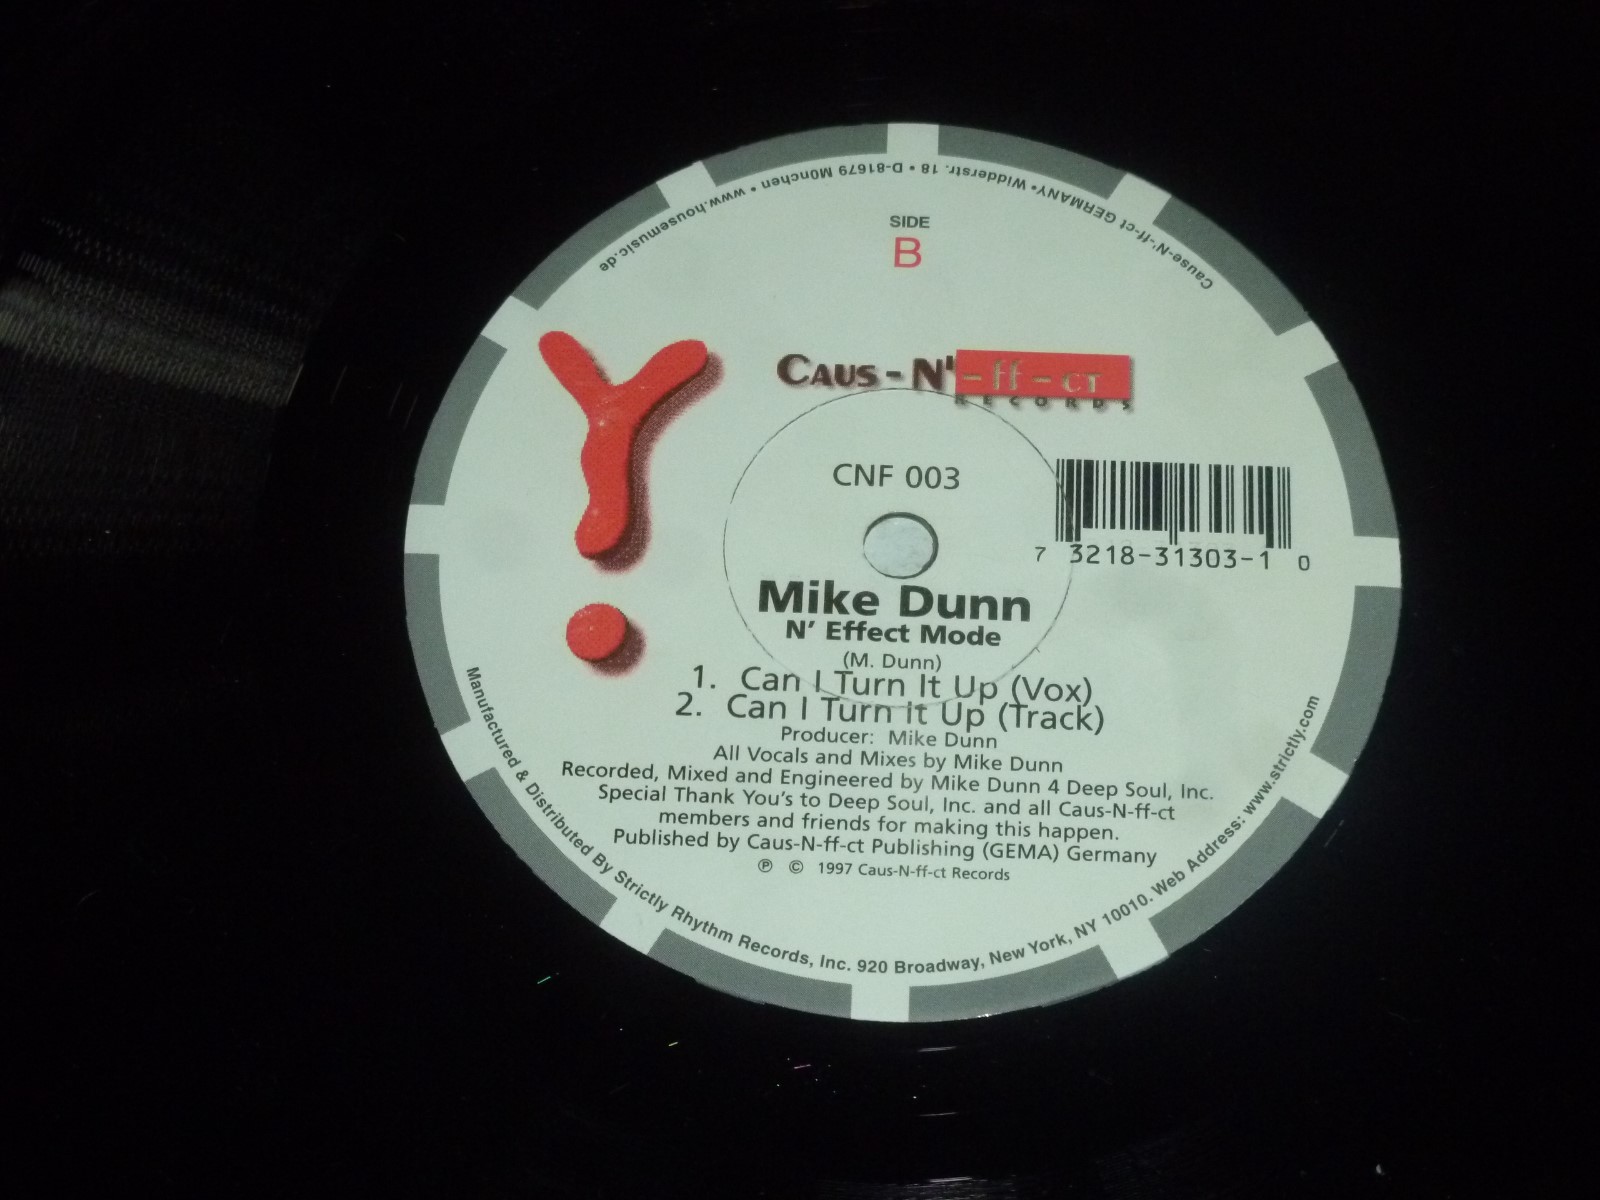 Cause-N'-ff-ct GERMANY • Widderstr. 18 • D-81679 München • www.housemusic.de
SIDE
B
CAUS-N'-ff-CT
RECORDS
CNF 003
7 3218-31303-1 0
Mike Dunn
N' Effect Mode
(M. Dunn)
1. Can I Turn It Up (Vox)
2. Can I Turn It Up (Track)
Producer: Mike Dunn
All Vocals and Mixes by Mike Dunn
Recorded, Mixed and Engineered by Mike Dunn 4 Deep Soul, Inc.
Special Thank You's to Deep Soul, Inc. and all Caus-N-ff-ct
members and friends for making this happen.
Published by Caus-N-ff-ct Publishing (GEMA) Germany
℗ © 1997 Caus-N-ff-ct Records
Manufactured & Distributed By Strictly Rhythm Records, Inc. 920 Broadway, New York, NY 10010. Web Address: www.strictly.com